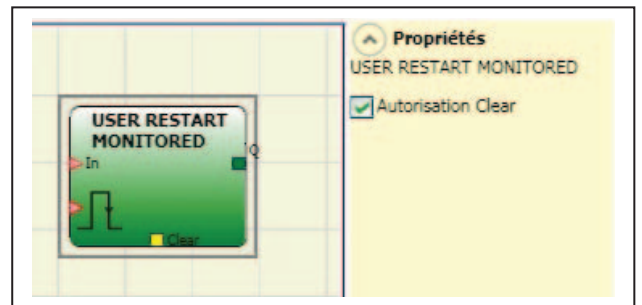 Propriétés
USER RESTART MONITORED
Autorisation Clear
USER RESTART
MONITORED
In
Q
Clear